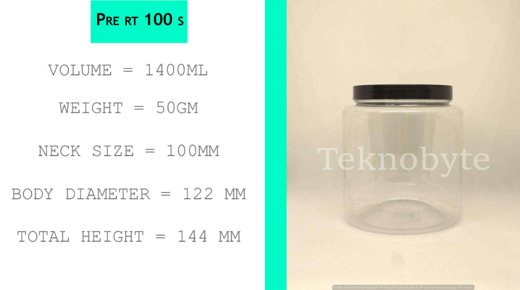 PRE RT 100 S
VOLUME = 1400ML
WEIGHT = 50GM
NECK SIZE = 100MM
BODY DIAMETER = 122 MM
TOTAL HEIGHT = 144 MM
Teknobyte